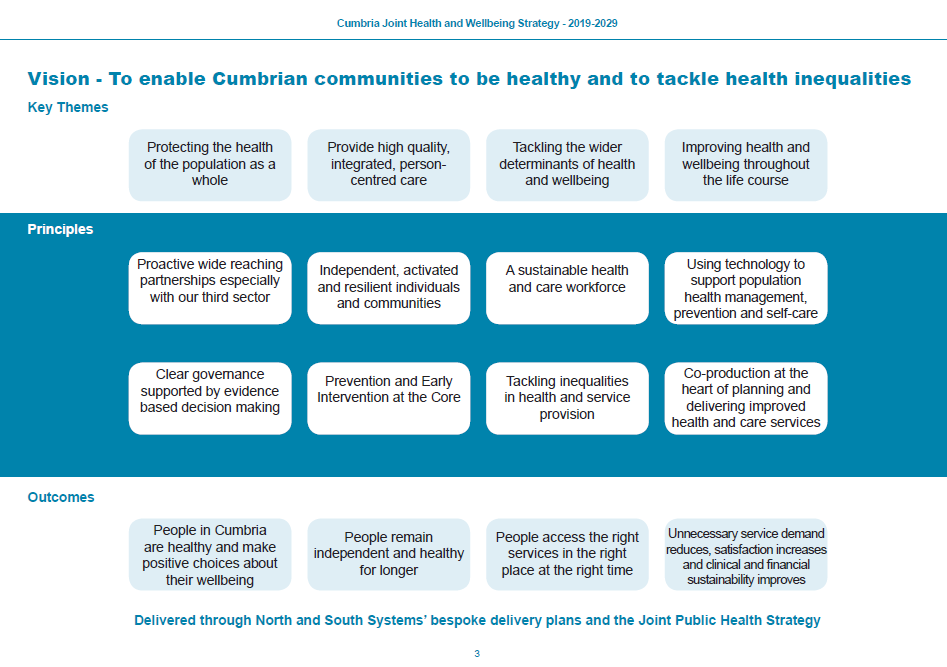 Cumbria Joint Health and Wellbeing Strategy - 2019-2029
Vision - To enable Cumbrian communities to be healthy and to tackle health inequalities
Key Themes
Protecting the health
of the population as a
whole
Provide high quality,
integrated, person-
centred care
Tackling the wider
determinants of health
and wellbeing
Improving health and
wellbeing throughout
the life course
Principles
Proactive wide reaching
partnerships especially
with our third sector
Independent, activated
and resilient individuals
and communities
A sustainable health
and care workforce
Using technology to
support population
health management,
prevention and self-care
Clear governance
supported by evidence
based decision making
Prevention and Early
Intervention at the Core
Tackling inequalities
in health and service
provision
Co-production at the
heart of planning and
delivering improved
health and care services
Outcomes
People in Cumbria
are healthy and make
positive choices about
their wellbeing
People remain
independent and healthy
for longer
People access the right
services in the right
place at the right time
Unnecessary service demand
reduces, satisfaction increases
and clinical and financial
sustainability improves
Delivered through North and South Systems’ bespoke delivery plans and the Joint Public Health Strategy
3